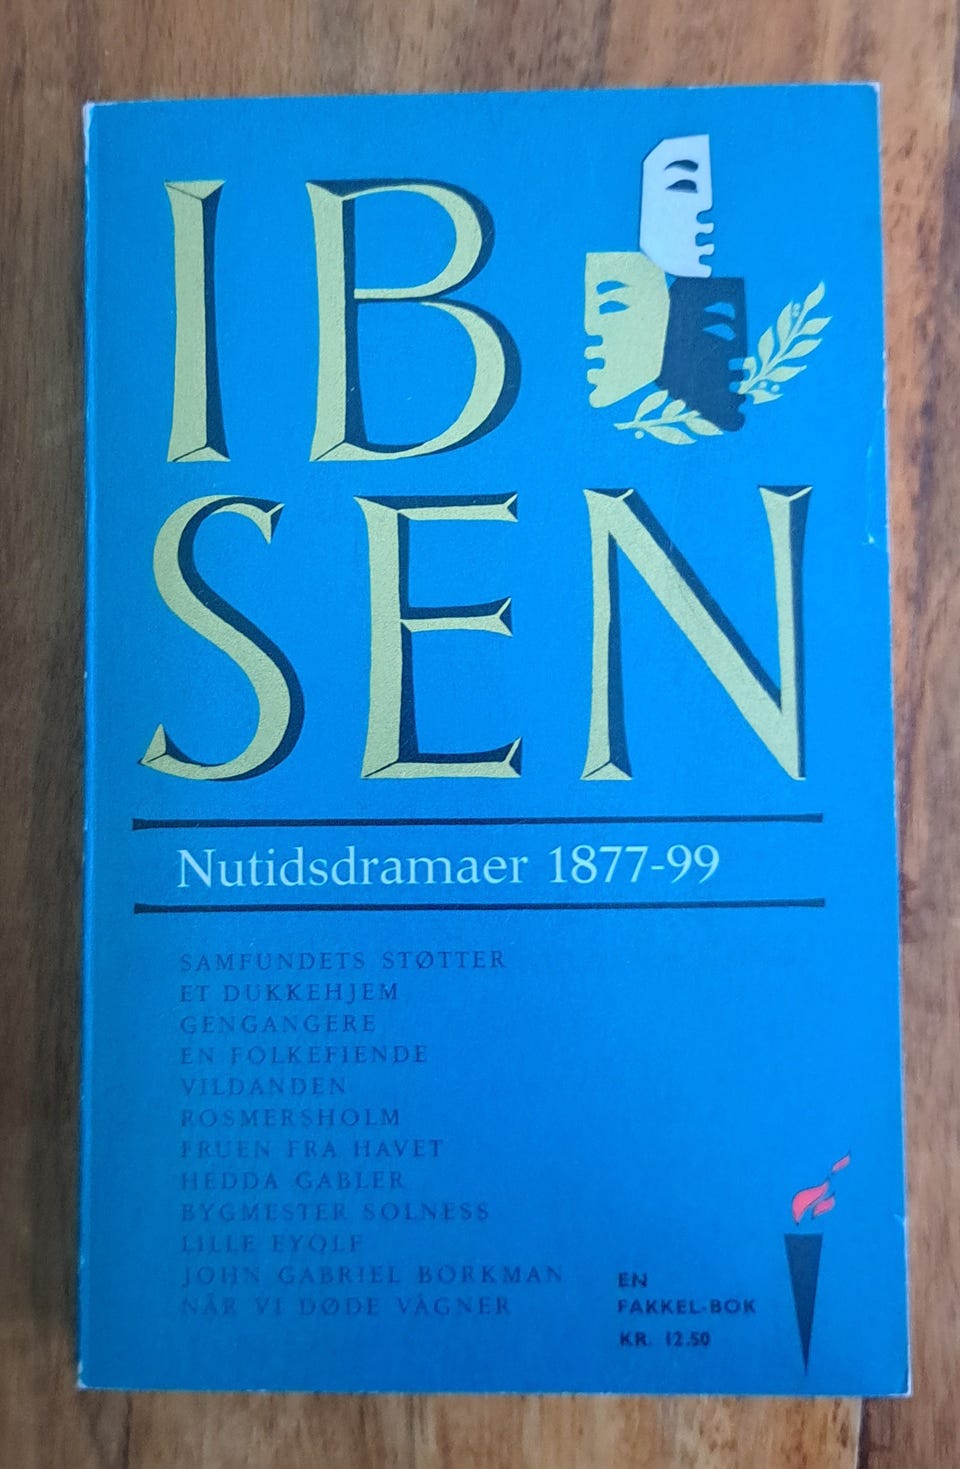 IB
SEN
Nutidsdramaer 1877-99
SAMFUNDETS STØTTER
ET DUKKEHJEM
GENGANGERE
EN FOLKEFIENDE
VILDANDEN
ROSMERSHOLM
FRUEN FRA HAVET
HEDDA GABLER
BYGMESTER SOLNESS
LILLE EYOLF
JOHN GABRIEL BORKMAN
NÅR VI DØDE VÅGNER
EN
FAKKEL-BOK
KR. 12.50